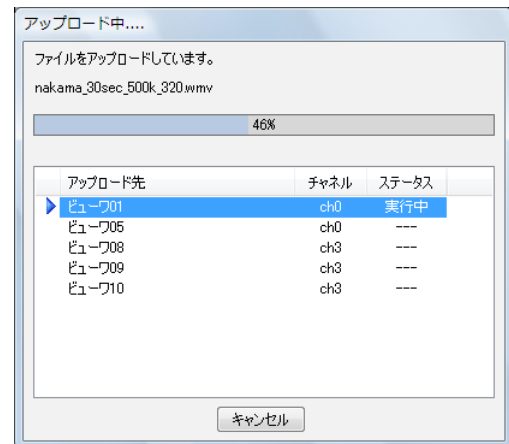 アップロード中....
ファイルをアップロードしています。
nakama_30sec_500k_320.wmv
46%
アップロード先 チャネル ステータス
ビューワ01 ch0 実行中
ビューワ05 ch0 ---
ビューワ08 ch3 ---
ビューワ09 ch3 ---
ビューワ10 ch3 ---
キャンセル